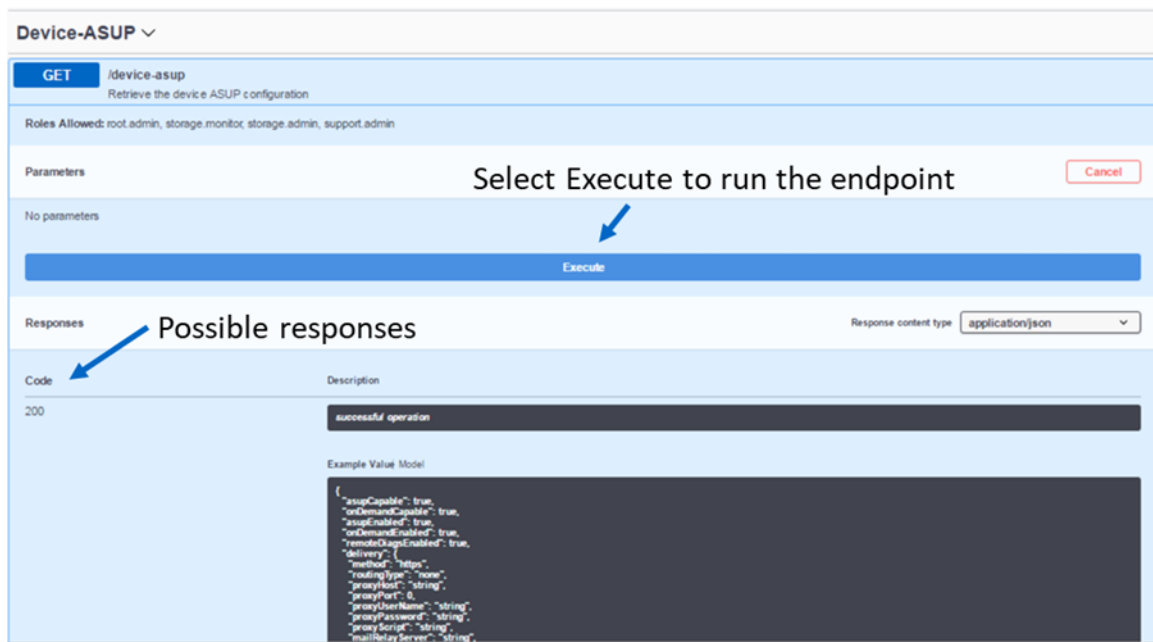 Device-ASUP
GET /device-asup
Retrieve the device ASUP configuration
Roles Allowed: root.admin, storage.monitor, storage.admin, support.admin
Parameters
Select Execute to run the endpoint
Cancel
No parameters
Execute
Responses
Possible responses
Response content type application/json
Code Description
200 successful operation
Example Value Model
{
"asupCapable": true,
"onDemandCapable": true,
"asupEnabled": true,
"onDemandEnabled": true,
"remoteDiagsEnabled": true,
"delivery": {
"method": "https",
"routingType": "none",
"proxyHost": "string",
"proxyPort": 0,
"proxyUserName": "string",
"proxyPassword": "string",
"proxyScript": "string",
"mailRelayServer": "string",